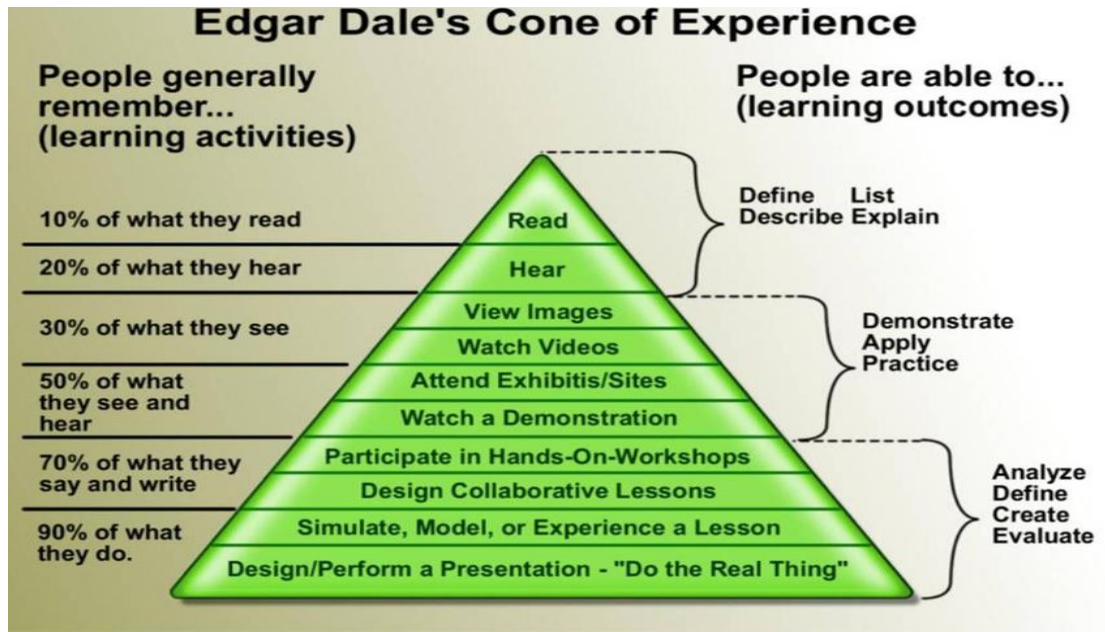 Edgar Dale's Cone of Experience
People generally
remember...
(learning activities)
People are able to...
(learning outcomes)
10% of what they read
20% of what they hear
30% of what they see
50% of what
they see and
hear
70% of what they
say and write
90% of what
they do.
Read
Hear
View Images
Watch Videos
Attend Exhibitis/Sites
Watch a Demonstration
Participate in Hands-On-Workshops
Design Collaborative Lessons
Simulate, Model, or Experience a Lesson
Design/Perform a Presentation - "Do the Real Thing"
Define List
Describe Explain
Demonstrate
Apply
Practice
Analyze
Define
Create
Evaluate